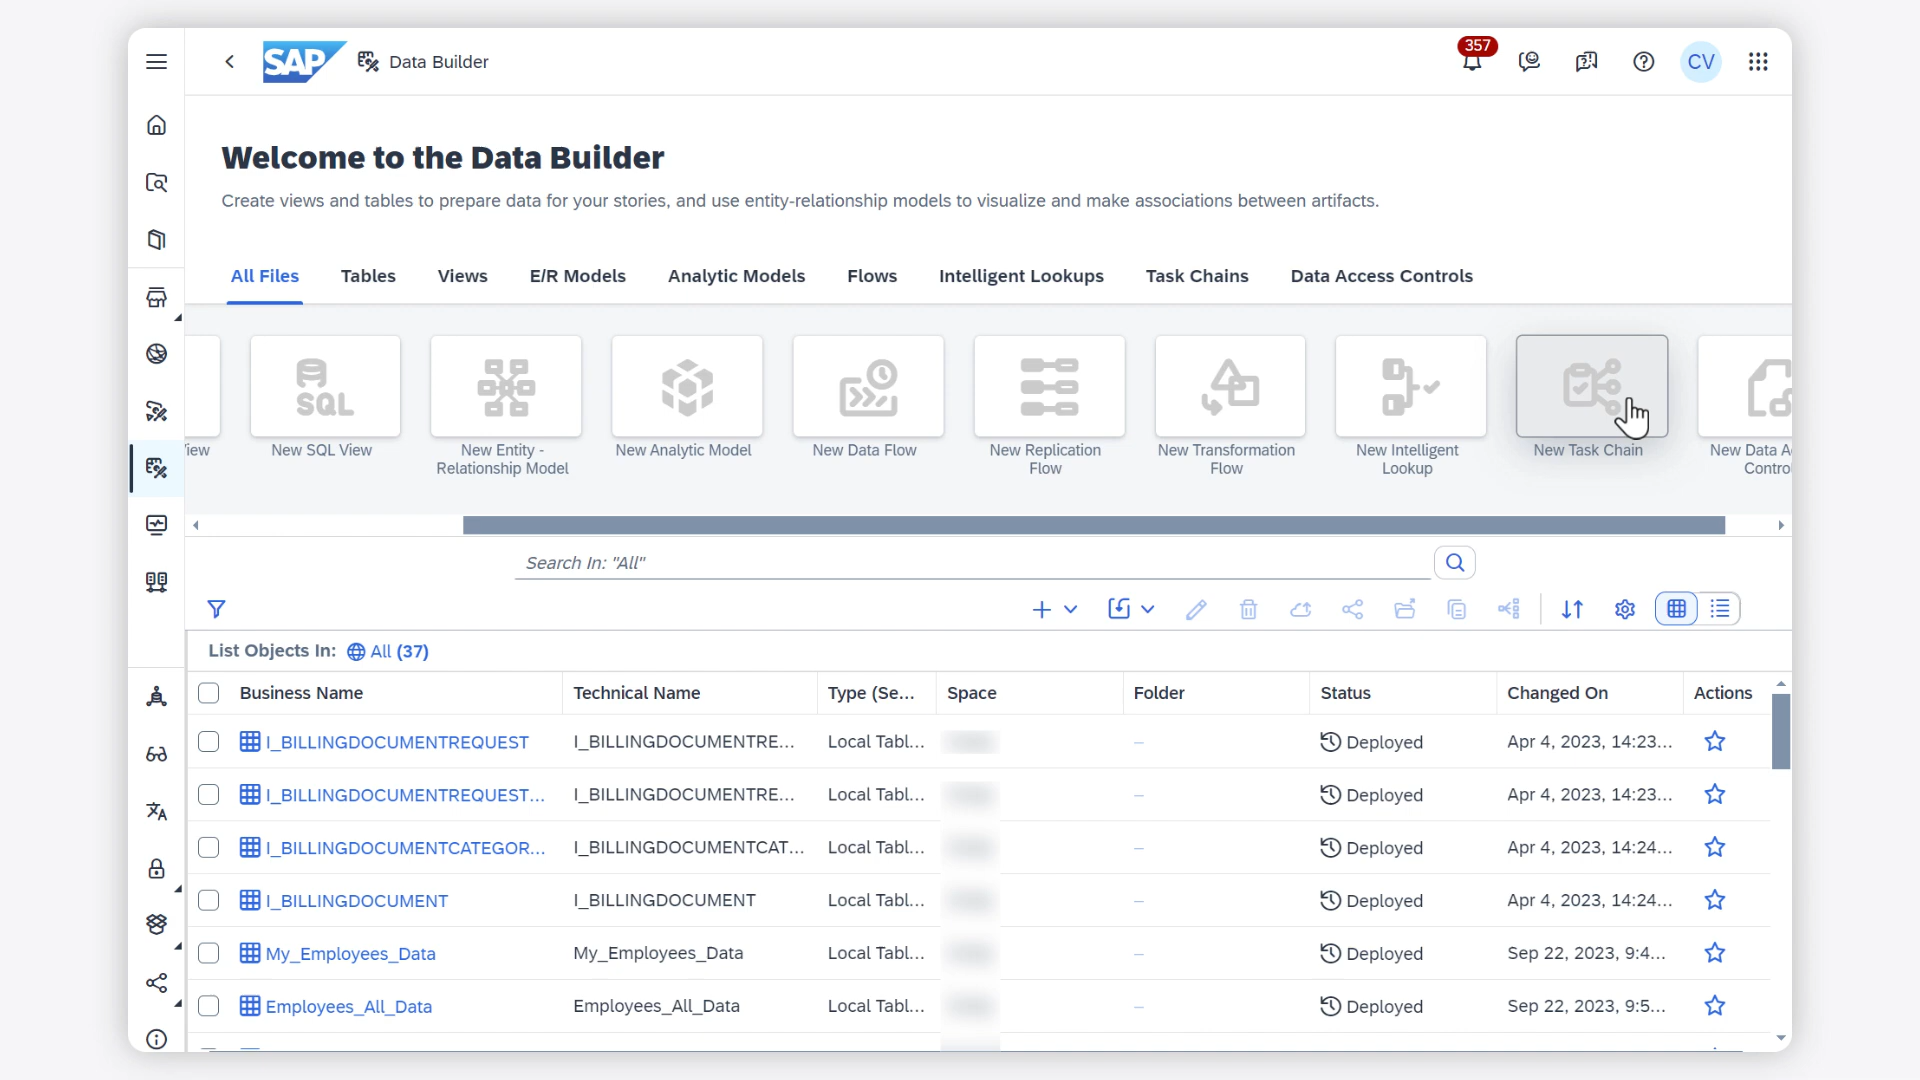 SAP
Data Builder
357
CV
Welcome to the Data Builder
Create views and tables to prepare data for your stories, and use entity-relationship models to visualize and make associations between artifacts.
All Files Tables Views E/R Models Analytic Models Flows Intelligent Lookups Task Chains Data Access Controls
SQL
New SQL View
New Entity -
Relationship Model
New Analytic Model
New Data Flow
New Replication
Flow
New Transformation
Flow
New Intelligent
Lookup
New Task Chain
New Data A
Contro
Search In: "All"
List Objects In: All (37)
Business Name Technical Name Type (Se... Space Folder Status Changed On Actions
I_BILLINGDOCUMENTREQUEST I_BILLINGDOCUMENTRE... Local Tabl... – Deployed Apr 4, 2023, 14:23...
I_BILLINGDOCUMENTREQUEST... I_BILLINGDOCUMENTRE... Local Tabl... – Deployed Apr 4, 2023, 14:23...
I_BILLINGDOCUMENTCATEGOR... I_BILLINGDOCUMENTCAT... Local Tabl... – Deployed Apr 4, 2023, 14:24...
I_BILLINGDOCUMENT I_BILLINGDOCUMENT Local Tabl... – Deployed Apr 4, 2023, 14:24...
My_Employees_Data My_Employees_Data Local Tabl... – Deployed Sep 22, 2023, 9:4...
Employees_All_Data Employees_All_Data Local Tabl... – Deployed Sep 22, 2023, 9:5...